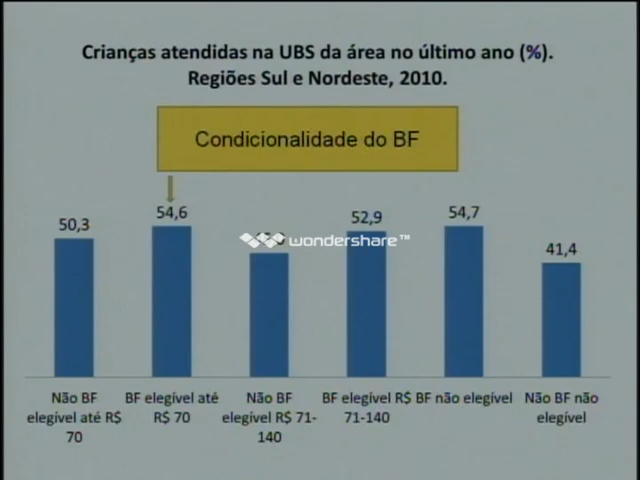 Crianças atendidas na UBS da área no último ano (%).
Regiões Sul e Nordeste, 2010.
Condicionalidade do BF
50,3
54,6
52,9
54,7
41,4
wondershare™
Não BF
elegível até R$
70
BF elegível até
R$ 70
Não BF
elegível R$ 71-
140
BF elegível R$
71-140
BF não elegível
Não BF não
elegível